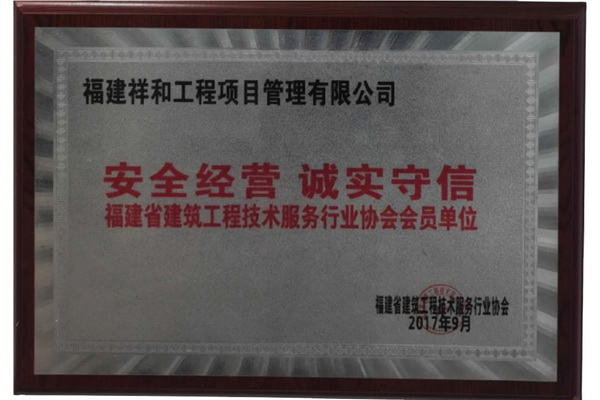 福建祥和工程项目管理有限公司
安全经营 诚实守信
福建省建筑工程技术服务行业协会会员单位
福建省建筑工程技术服务行业协会
2017年9月